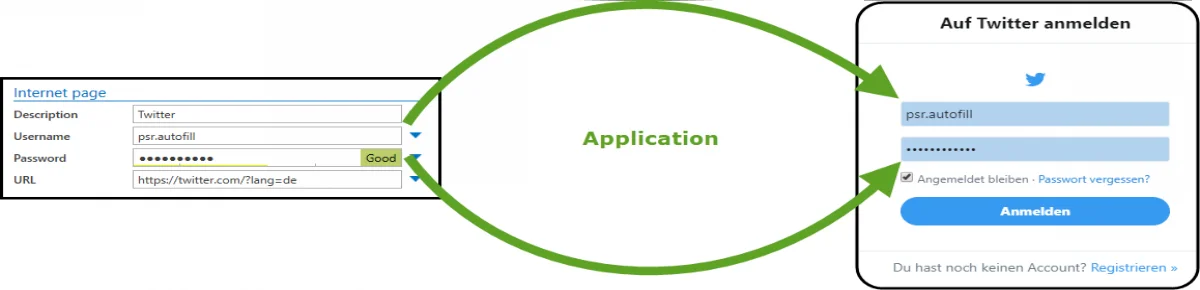 Internet page
Description Twitter
Username psr.autofill
Password •••••••••• Good
URL https://twitter.com/?lang=de
Application
Auf Twitter anmelden
psr.autofill
••••••••••••
Angemeldet bleiben · Passwort vergessen?
Anmelden
Du hast noch keinen Account? Registrieren »